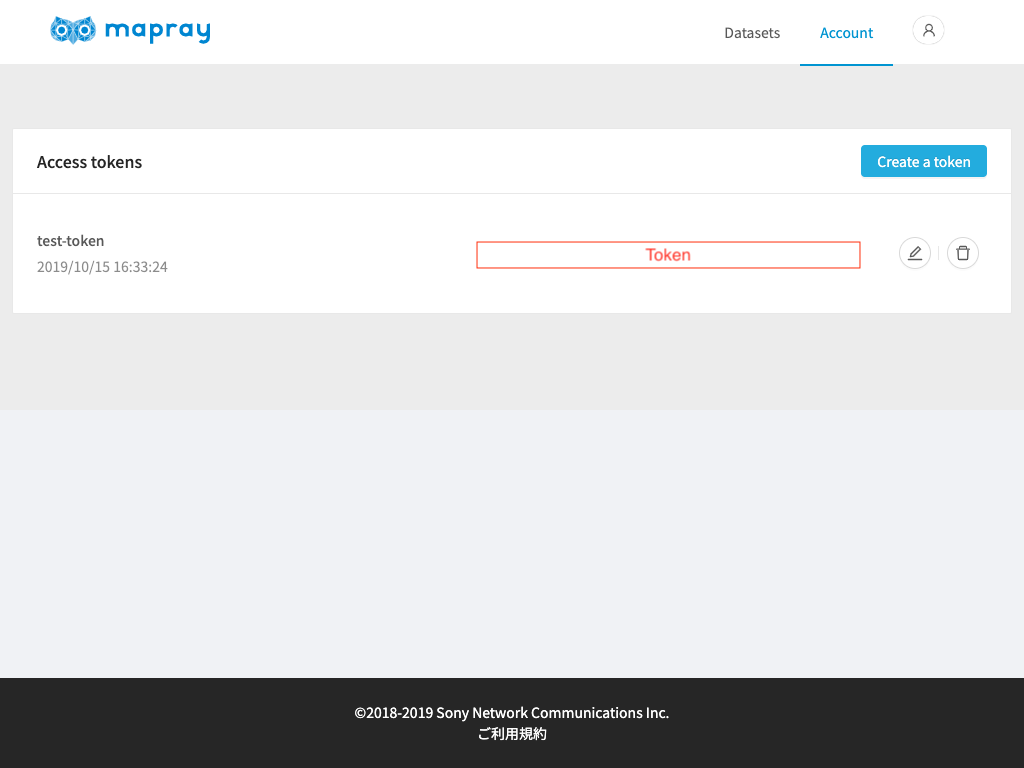 mapray
Datasets
Account
Access tokens
Create a token
test-token
2019/10/15 16:33:24
Token
©2018-2019 Sony Network Communications Inc.
ご利用規約